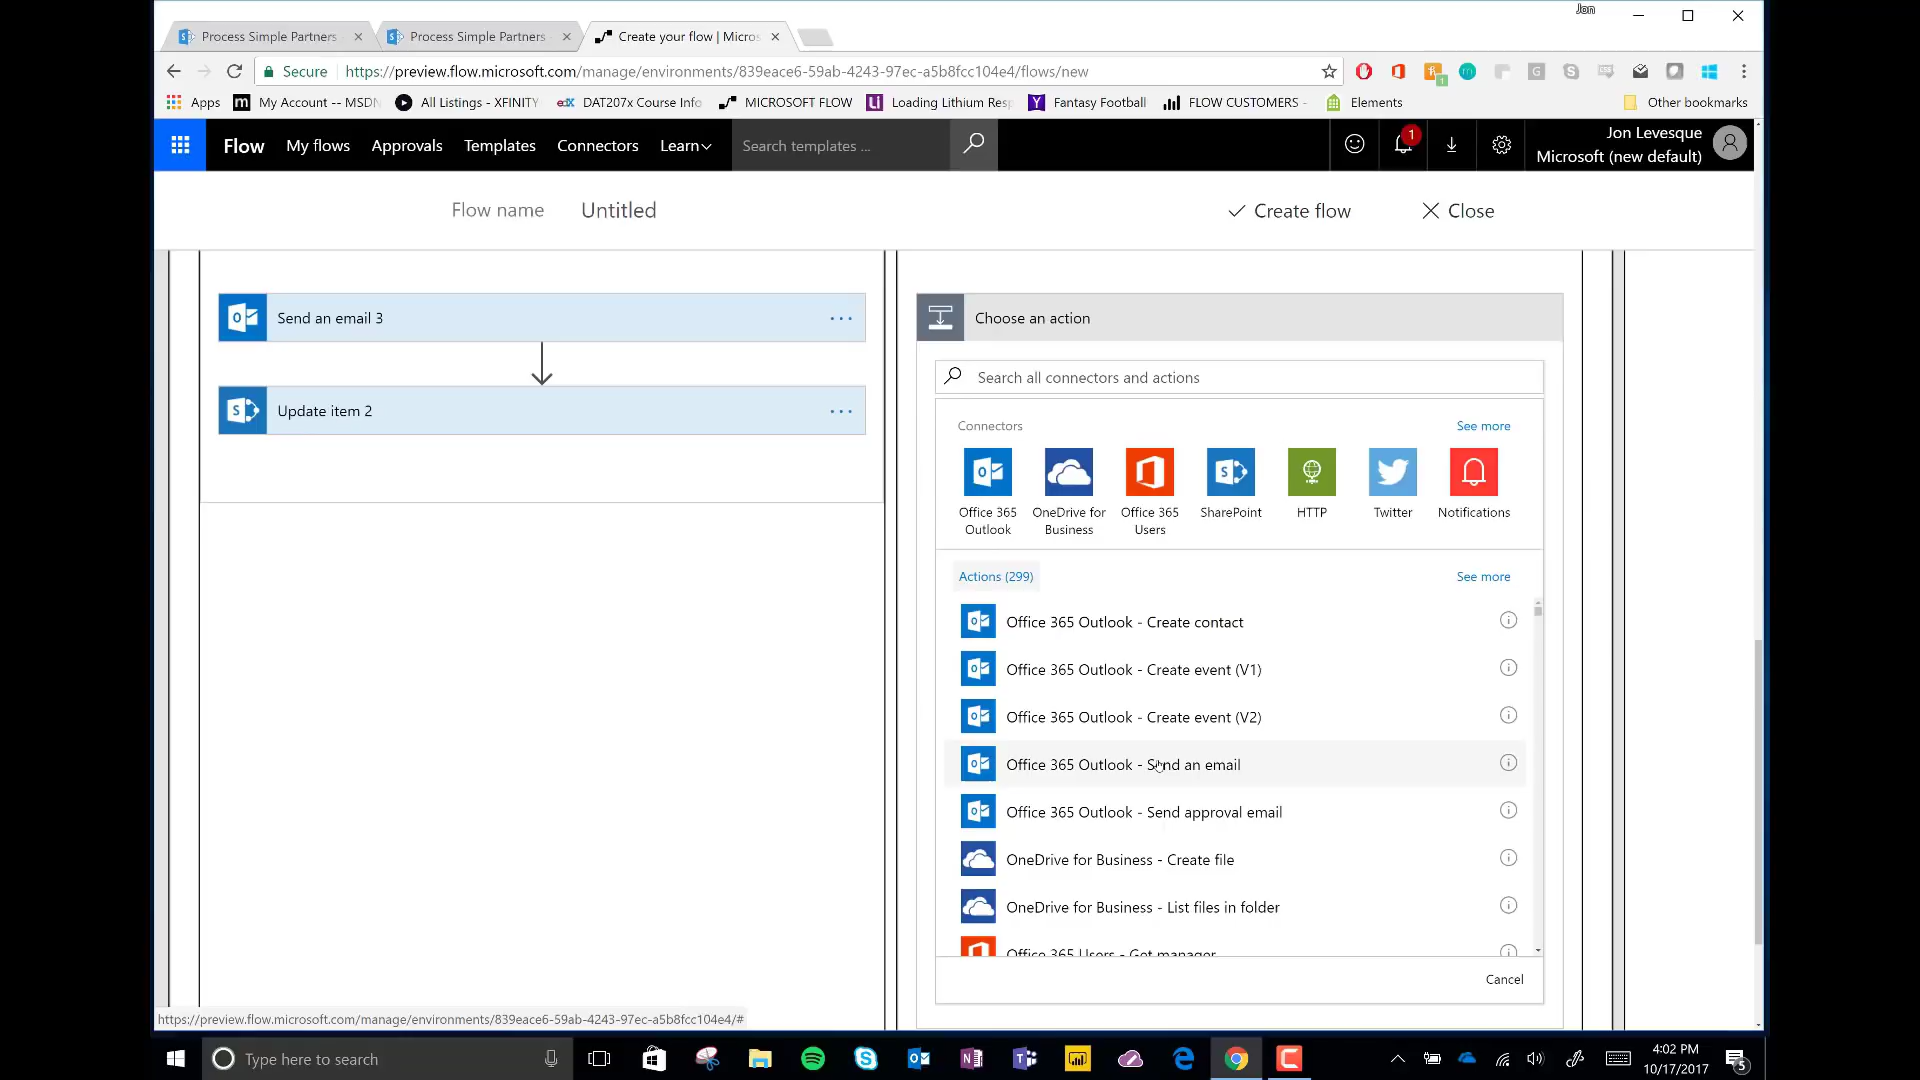 Jon
Process Simple Partners
Process Simple Partners
Create your flow | Micros
Secure
https://preview.flow.microsoft.com/manage/environments/839eace6-59ab-4243-97ec-a5b8fcc104e4/flows/new
Apps
My Account -- MSDN
All Listings - XFINITY
DAT207x Course Info
MICROSOFT FLOW
Loading Lithium Resp
Fantasy Football
FLOW CUSTOMERS -
Elements
Other bookmarks
Flow
My flows
Approvals
Templates
Connectors
Learn
Search templates ...
1
Jon Levesque
Microsoft (new default)
Flow name
Untitled
Create flow
Close
Send an email 3
Update item 2
Choose an action
Search all connectors and actions
Connectors
See more
Office 365 Outlook
OneDrive for Business
Office 365 Users
SharePoint
HTTP
Twitter
Notifications
Actions (299)
See more
Office 365 Outlook - Create contact
Office 365 Outlook - Create event (V1)
Office 365 Outlook - Create event (V2)
Office 365 Outlook - Send an email
Office 365 Outlook - Send approval email
OneDrive for Business - Create file
OneDrive for Business - List files in folder
Office 365 Users - Get manager
Cancel
https://preview.flow.microsoft.com/manage/environments/839eace6-59ab-4243-97ec-a5b8fcc104e4/#
Type here to search
4:02 PM
10/17/2017
5